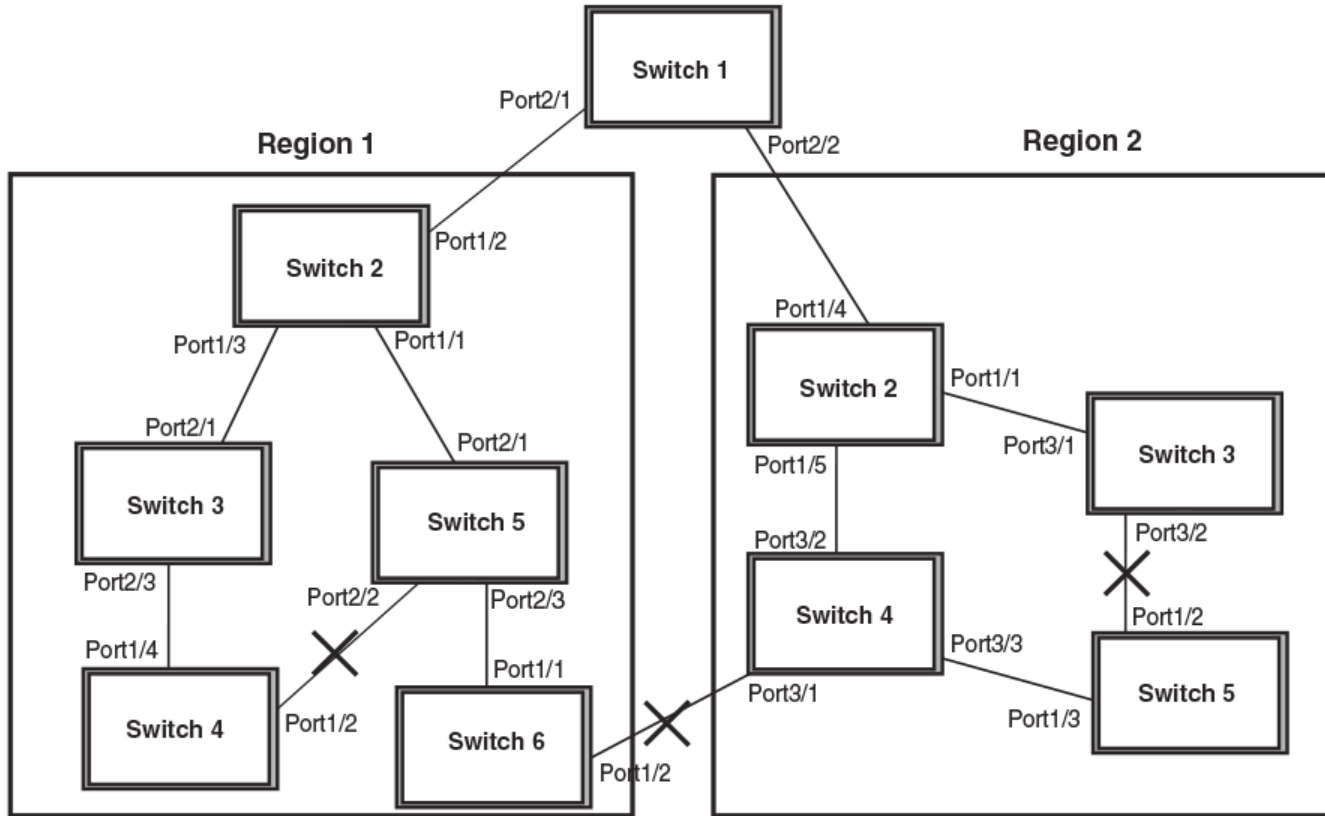 Switch 1
Port2/1
Region 1
Port2/2
Region 2
Port1/2
Switch 2
Port1/3
Port1/1
Port1/4
Switch 2
Port1/1
Port2/1
Port2/1
Port3/1
Switch 3
Port1/5
Switch 3
Switch 5
Port3/2
Port3/2
Port2/3
Port2/2
Port2/3
Switch 4
Port1/2
Port3/3
Port1/4
Port1/1
Port3/1
Switch 5
Port1/3
Switch 4
Port1/2
Switch 6
Port1/2